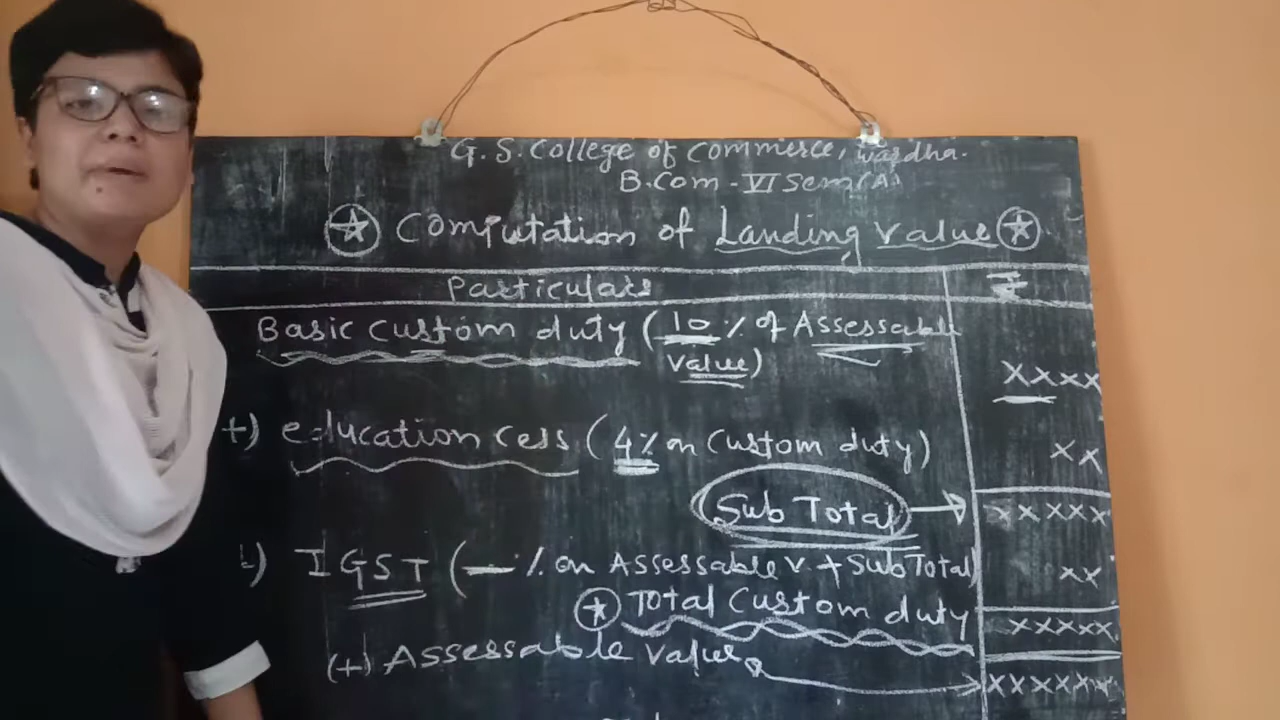 G. S. College of Commerce, Wardha.
B.Com - VI Sem (A)
Computation of Landing Value
Particulars ₹
Basic Custom duty (10% of Assessable
Value) XXXX
+) education cess (4% on Custom duty) XX
Sub Total → XXXXX
+) IGST (—% on Assessable V. + Sub Total) XX
Total Custom duty XXXXX
(+) Assessable Value → XXXXXX